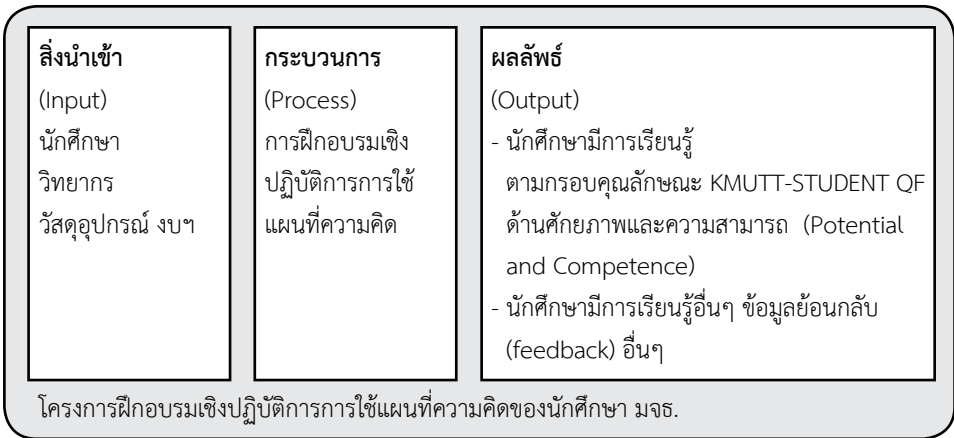 สิ่งนำเข้า
(Input)
นักศึกษา
วิทยากร
วัสดุอุปกรณ์ งบฯ
กระบวนการ
(Process)
การฝึกอบรมเชิง
ปฏิบัติการการใช้
แผนที่ความคิด
ผลลัพธ์
(Output)
- นักศึกษามีการเรียนรู้
ตามกรอบคุณลักษณะ KMUTT-STUDENT QF
ด้านศักยภาพและความสามารถ (Potential
and Competence)
- นักศึกษามีการเรียนรู้อื่นๆ ข้อมูลย้อนกลับ
(feedback) อื่นๆ
โครงการฝึกอบรมเชิงปฏิบัติการการใช้แผนที่ความคิดของนักศึกษา มจธ.